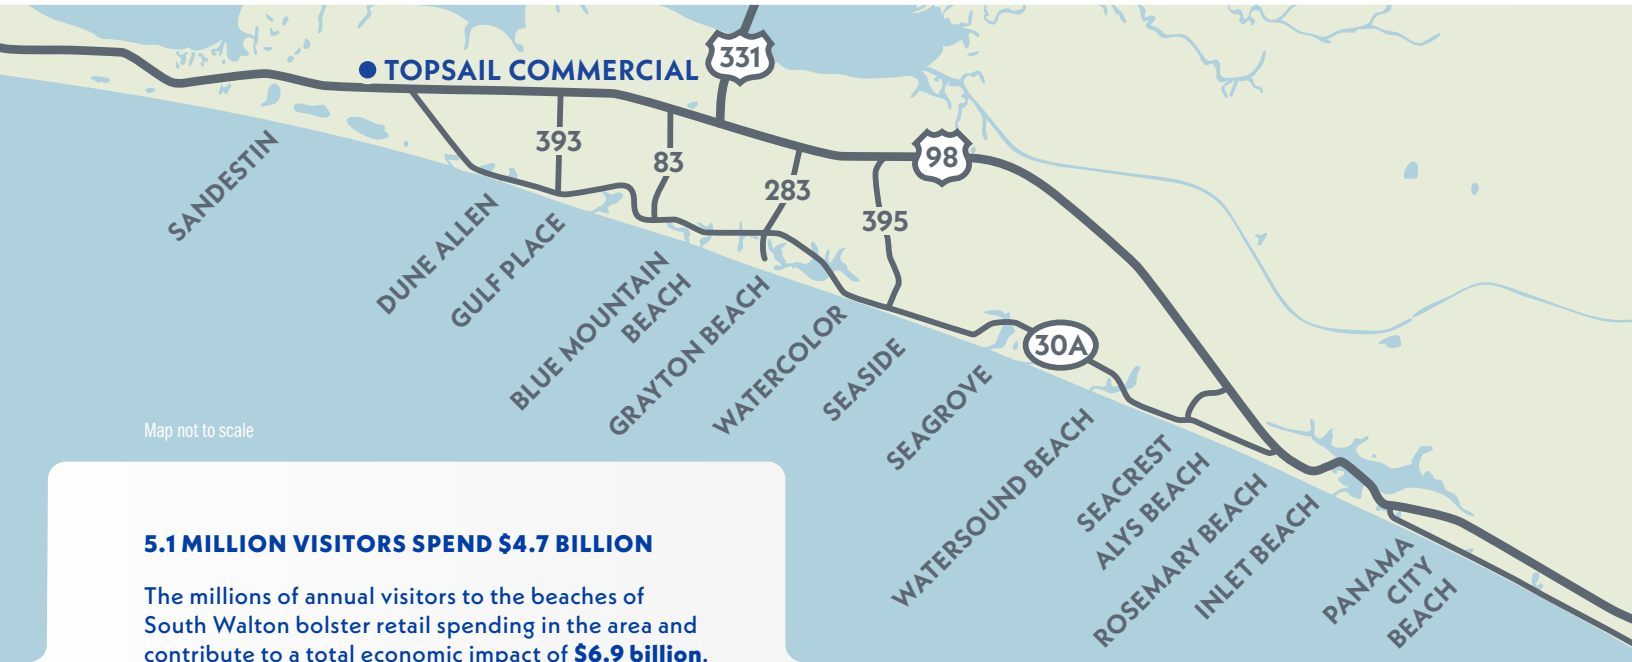 331
TOPSAIL COMMERCIAL
393
83
98
283
395
SANDESTIN
DUNE ALLEN
GULF PLACE
BLUE MOUNTAIN
BEACH
GRAYTON BEACH
WATERCOLOR
SEASIDE
30A
SEAGROVE
WATERSOUND BEACH
SEACREST
ALYS BEACH
ROSEMARY BEACH
INLET BEACH
PANAMA
CITY
BEACH
Map not to scale
5.1 MILLION VISITORS SPEND $4.7 BILLION
The millions of annual visitors to the beaches of
South Walton bolster retail spending in the area and
contribute to a total economic impact of $6.9 billion.